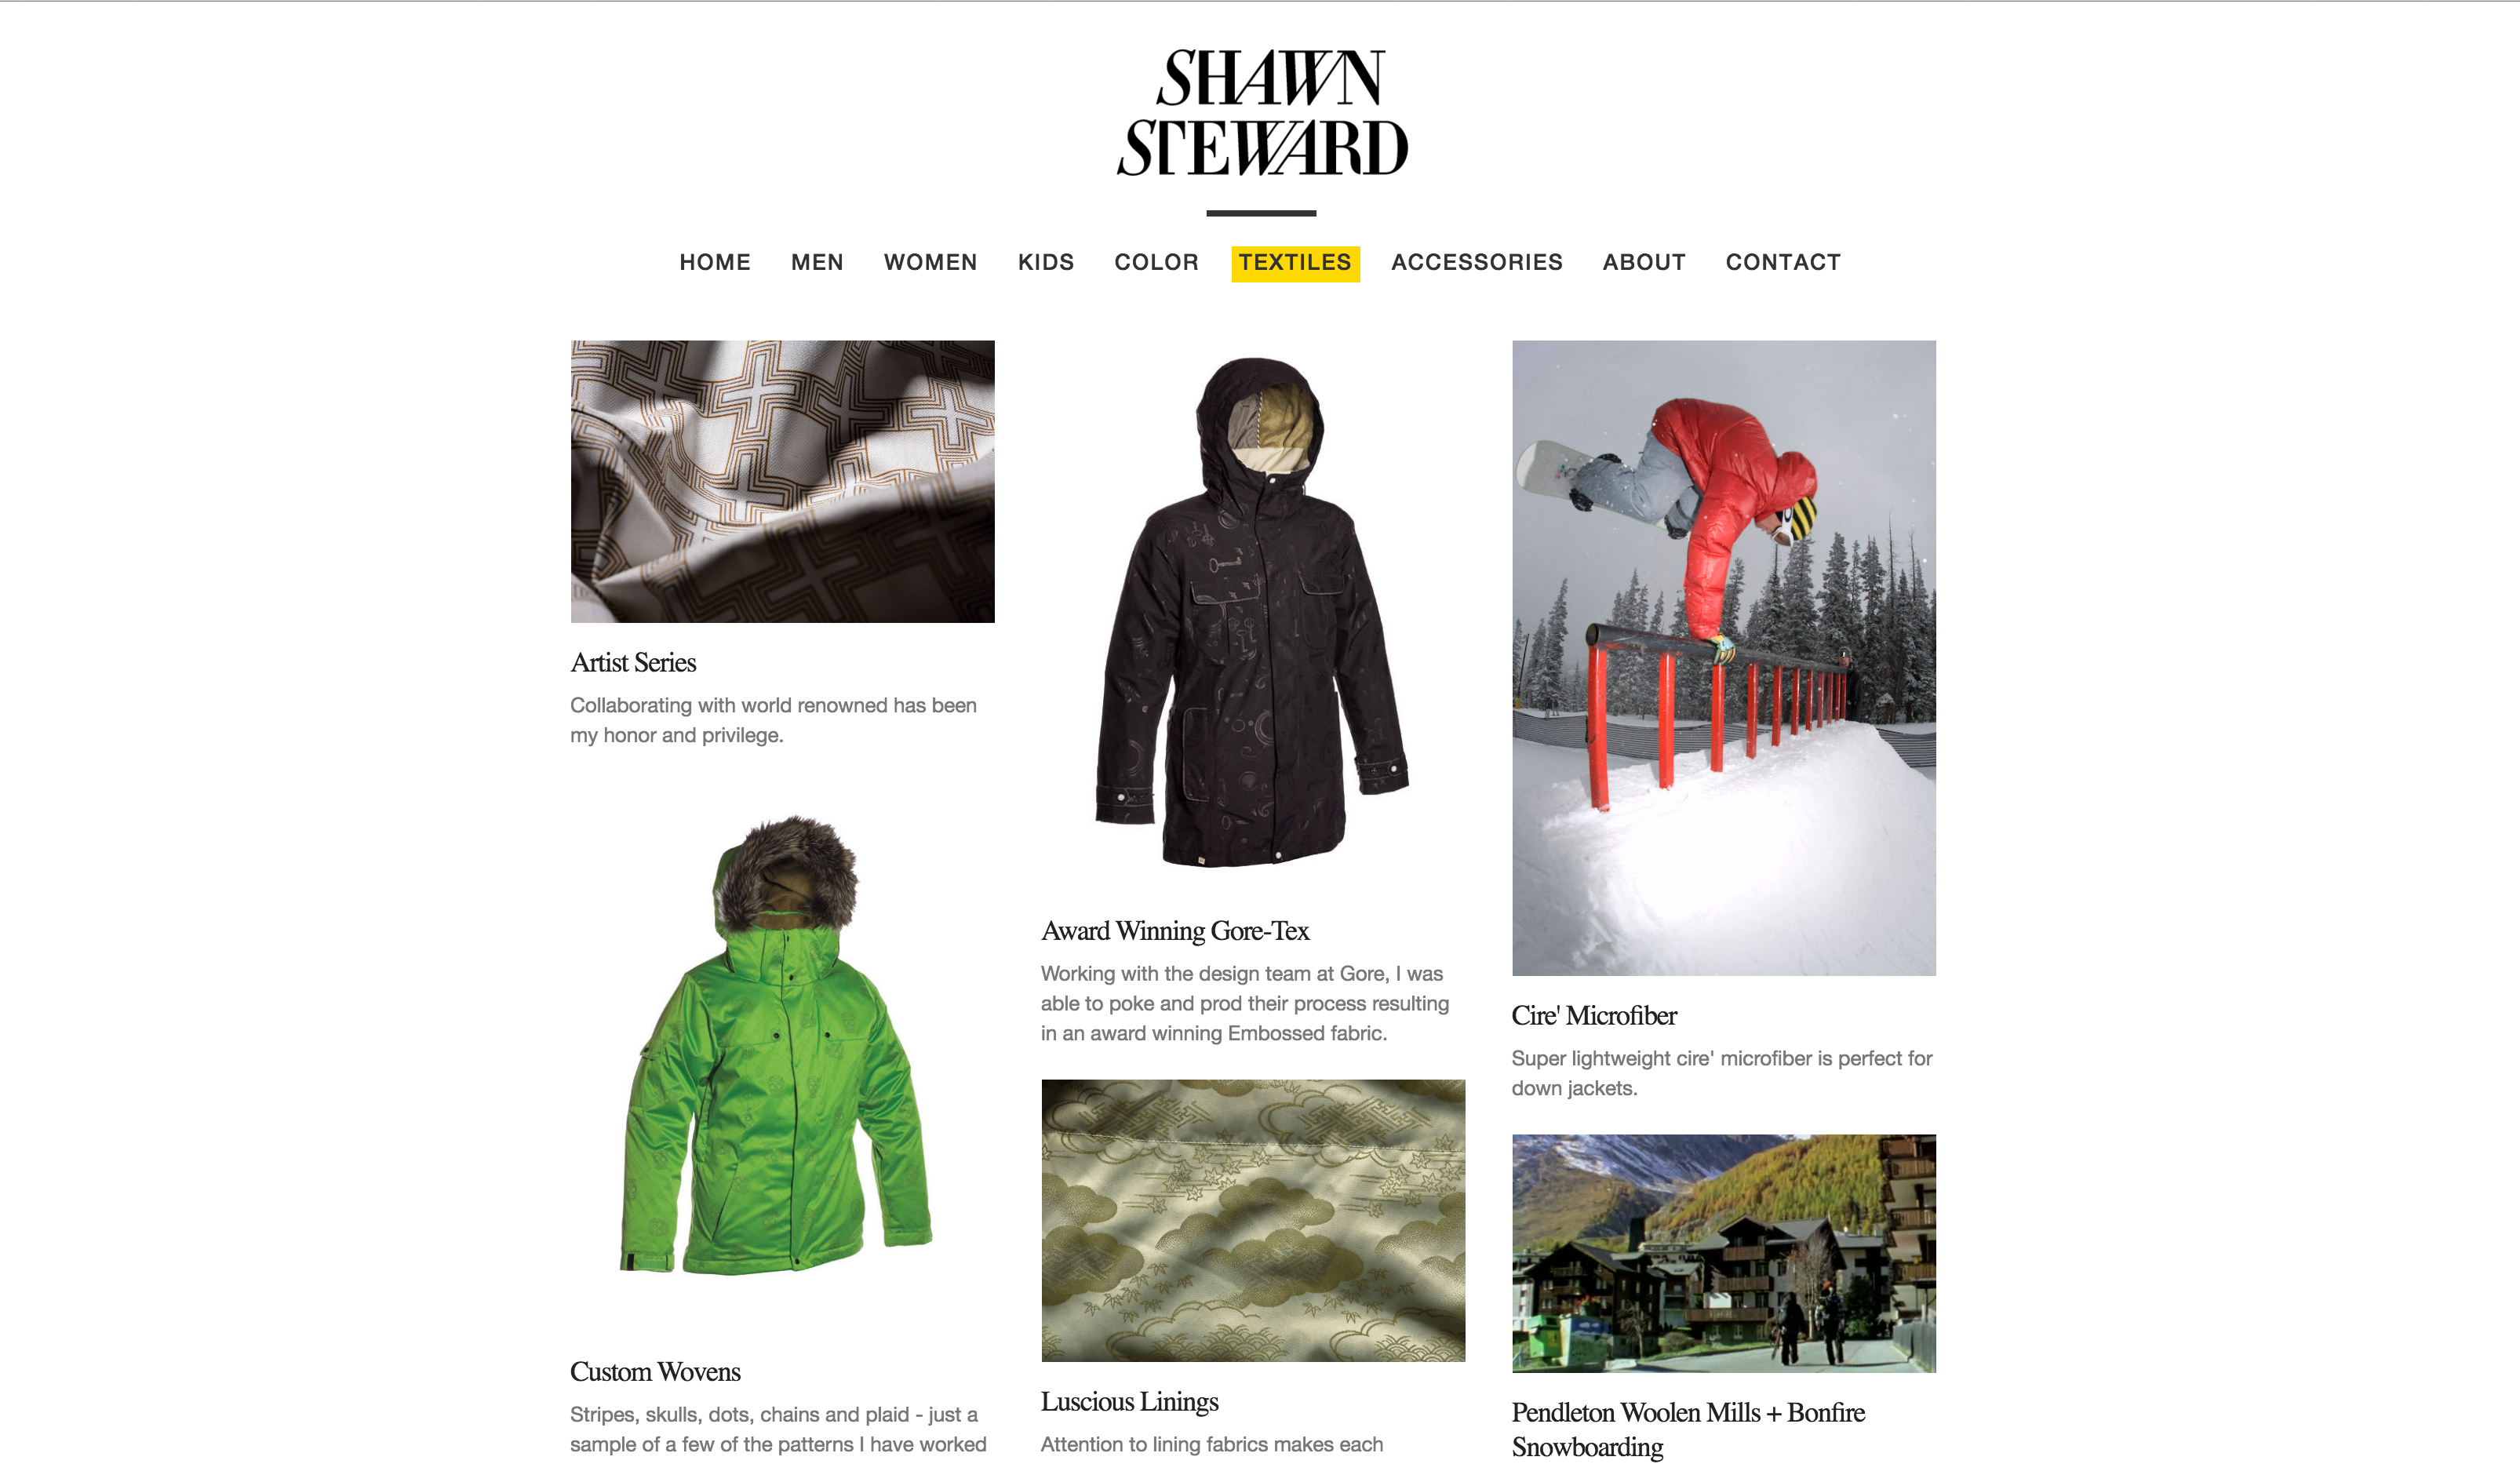 SHAWN
STEWARD
HOME MEN WOMEN KIDS COLOR TEXTILES ACCESSORIES ABOUT CONTACT
Artist Series
Collaborating with world renowned has been
my honor and privilege.
Custom Wovens
Stripes, skulls, dots, chains and plaid - just a
sample of a few of the patterns I have worked
Award Winning Gore-Tex
Working with the design team at Gore, I was
able to poke and prod their process resulting
in an award winning Embossed fabric.
Luscious Linings
Attention to lining fabrics makes each
Cire' Microfiber
Super lightweight cire' microfiber is perfect for
down jackets.
Pendleton Woolen Mills + Bonfire
Snowboarding